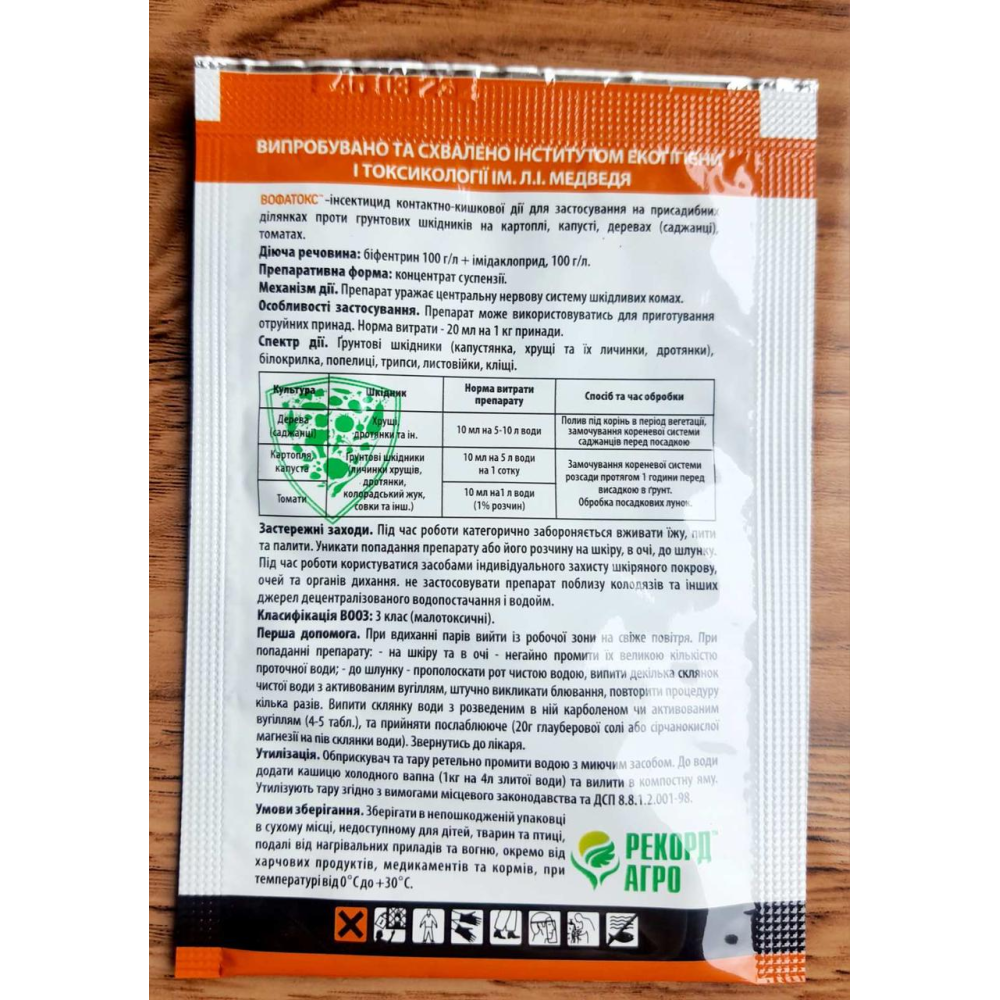 ВИПРОБУВАНО ТА СХВАЛЕНО ІНСТИТУТОМ ЕКОГІГІЄНИ
І ТОКСИКОЛОГІЇ ІМ. Л.І. МЕДВЕДЯ
ВОФАТОКС™-інсектицид контактно-кишкової дії для застосування на присадибних
ділянках проти ґрунтових шкідників на картоплі, капусті, деревах (саджанці),
томатах.
Діюча речовина: біфентрин 100 г/л + імідаклоприд, 100 г/л.
Препаративна форма: концентрат суспензії.
Механізм дії. Препарат уражає центральну нервову систему шкідливих комах.
Особливості застосування. Препарат може використовуватись для приготування
отруйних принад. Норма витрати - 20 мл на 1 кг принади.
Спектр дії. Ґрунтові шкідники (капустянка, хрущі та їх личинки, дротянки),
білокрилка, попелиці, трипси, листовійки, кліщі.
Культура Шкідник Норма витрати препарату Спосіб та час обробки
Дерева (саджанці) Хрущі, дротянки та ін. 10 мл на 5-10 л води Полив під корінь в період вегетації, замочування кореневої системи саджанців перед посадкою
Картопля, капуста Ґрунтові шкідники (личинки хрущів, дротянки, колорадський жук, совки та інш.) 10 мл на 5 л води на 1 сотку Замочування кореневої системи розсади протягом 1 години перед висадкою в ґрунт. Обробка посадкових лунок.
Томати 10 мл на1 л води (1% розчин)
Застережні заходи. Під час роботи категорично забороняється вживати їжу, пити
та палити. Уникати попадання препарату або його розчину на шкіру, в очі, до шлунку.
Під час роботи користуватися засобами індивідуального захисту шкіряного покрову,
очей та органів дихання. не застосовувати препарат поблизу колодязів та інших
джерел децентралізованого водопостачання і водойм.
Класифікація ВООЗ: 3 клас (малотоксичні).
Перша допомога. При вдиханні парів вийти із робочої зони на свіже повітря. При
попаданні препарату: - на шкіру та в очі - негайно промити їх великою кількістю
проточної води; - до шлунку - прополоскати рот чистою водою, випити декілька склянок
чистої води з активованим вугіллям, штучно викликати блювання, повторити процедуру
кілька разів. Випити склянку води з розведеним в ній карболеном чи активованим
вугіллям (4-5 табл.), та прийняти послаблююче (20г глауберової солі або сірчанокислої
магнезії на пів склянки води). Звернутись до лікаря.
Утилізація. Обприскувач та тару ретельно промити водою з миючим засобом. До води
додати кашицю холодного вапна (1кг на 4л злитої води) та вилити в компостну яму.
Утилізують тару згідно з вимогами місцевого законодавства та ДСП 8.8.1.2.001-98.
Умови зберігання. Зберігати в непошкодженій упаковці
в сухому місці, недоступному для дітей, тварин та птиці,
подалі від нагрівальних приладів та вогню, окремо від
харчових продуктів, медикаментів та кормів, при
температурі від 0°С до +30°С.
РЕКОРД™
АГРО